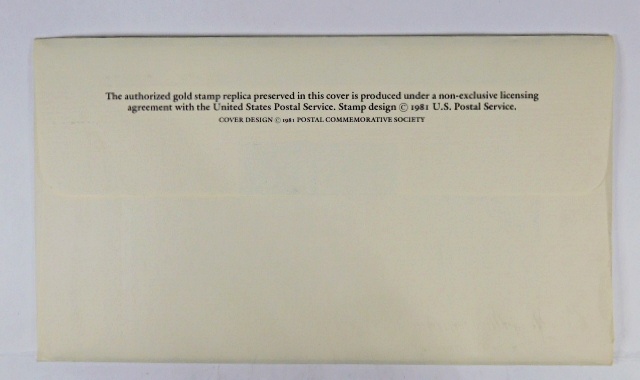 The authorized gold stamp replica preserved in this cover is produced under a non-exclusive licensing
agreement with the United States Postal Service. Stamp design © 1981 U.S. Postal Service.
COVER DESIGN © 1981 POSTAL COMMEMORATIVE SOCIETY